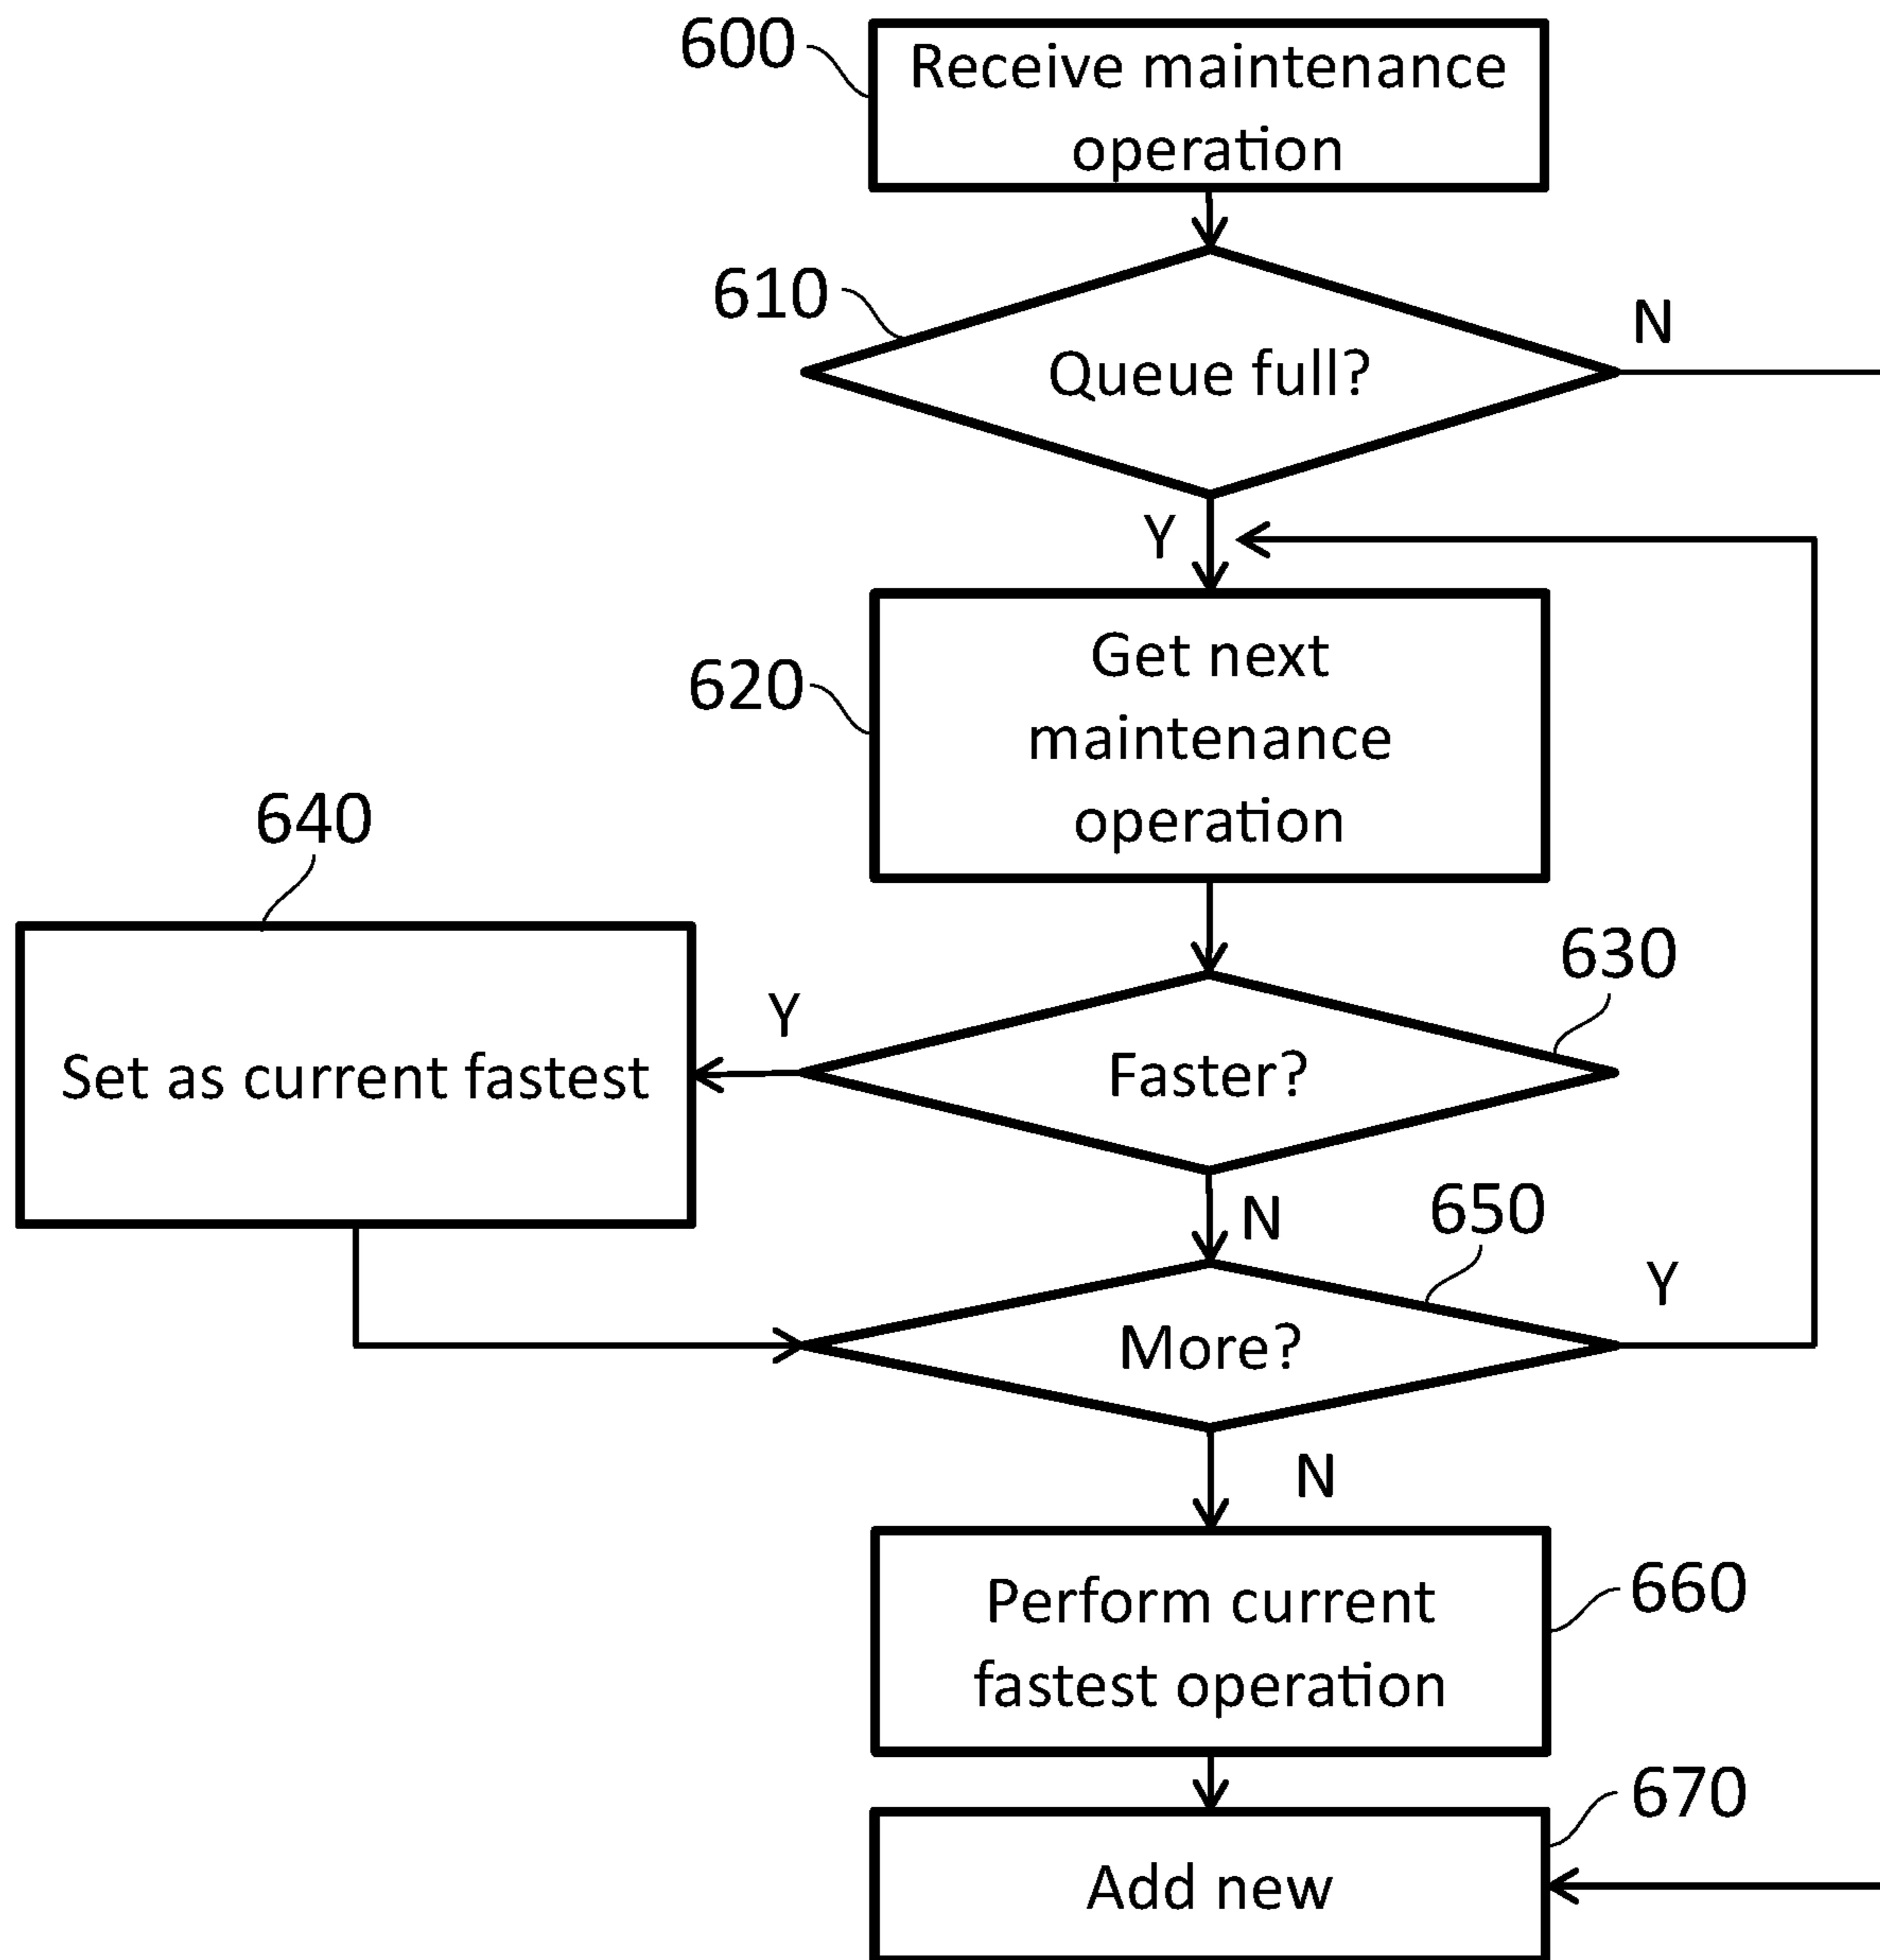 600
Receive maintenance
operation
610
Queue full?
N
Y
620
Get next
maintenance
operation
640
630
Y
Set as current fastest
Faster?
N
650
Y
More?
N
Perform current
fastest operation
660
670
Add new